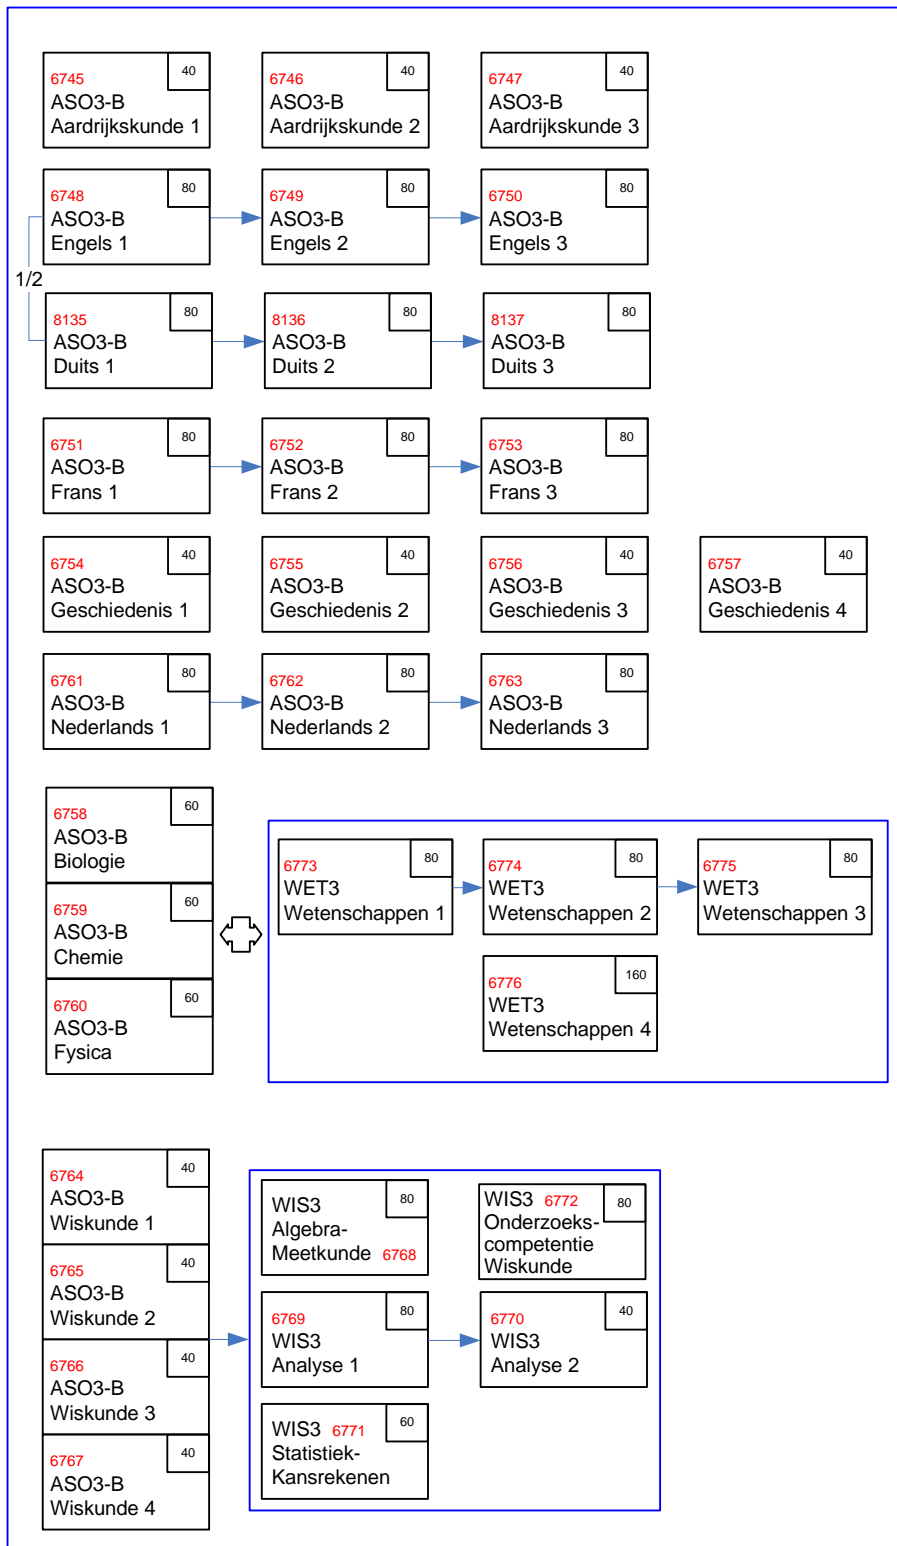 6745 40
ASO3-B
Aardrijkskunde 1
6746 40
ASO3-B
Aardrijkskunde 2
6747 40
ASO3-B
Aardrijkskunde 3
6748 80
ASO3-B
Engels 1
6749 80
ASO3-B
Engels 2
6750 80
ASO3-B
Engels 3
1/2
8135 80
ASO3-B
Duits 1
8136 80
ASO3-B
Duits 2
8137 80
ASO3-B
Duits 3
6751 80
ASO3-B
Frans 1
6752 80
ASO3-B
Frans 2
6753 80
ASO3-B
Frans 3
6754 40
ASO3-B
Geschiedenis 1
6755 40
ASO3-B
Geschiedenis 2
6756 40
ASO3-B
Geschiedenis 3
6757 40
ASO3-B
Geschiedenis 4
6761 80
ASO3-B
Nederlands 1
6762 80
ASO3-B
Nederlands 2
6763 80
ASO3-B
Nederlands 3
6758 60
ASO3-B
Biologie
6759 60
ASO3-B
Chemie
6760 60
ASO3-B
Fysica
6773 80
WET3
Wetenschappen 1
6774 80
WET3
Wetenschappen 2
6775 80
WET3
Wetenschappen 3
6776 160
WET3
Wetenschappen 4
6764 40
ASO3-B
Wiskunde 1
6765 40
ASO3-B
Wiskunde 2
6766 40
ASO3-B
Wiskunde 3
6767 40
ASO3-B
Wiskunde 4
WIS3 80
Algebra-
Meetkunde 6768
WIS3 6772 80
Onderzoeks-
competentie
Wiskunde
6769 80
WIS3
Analyse 1
6770 40
WIS3
Analyse 2
WIS3 6771 60
Statistiek-
Kansrekenen